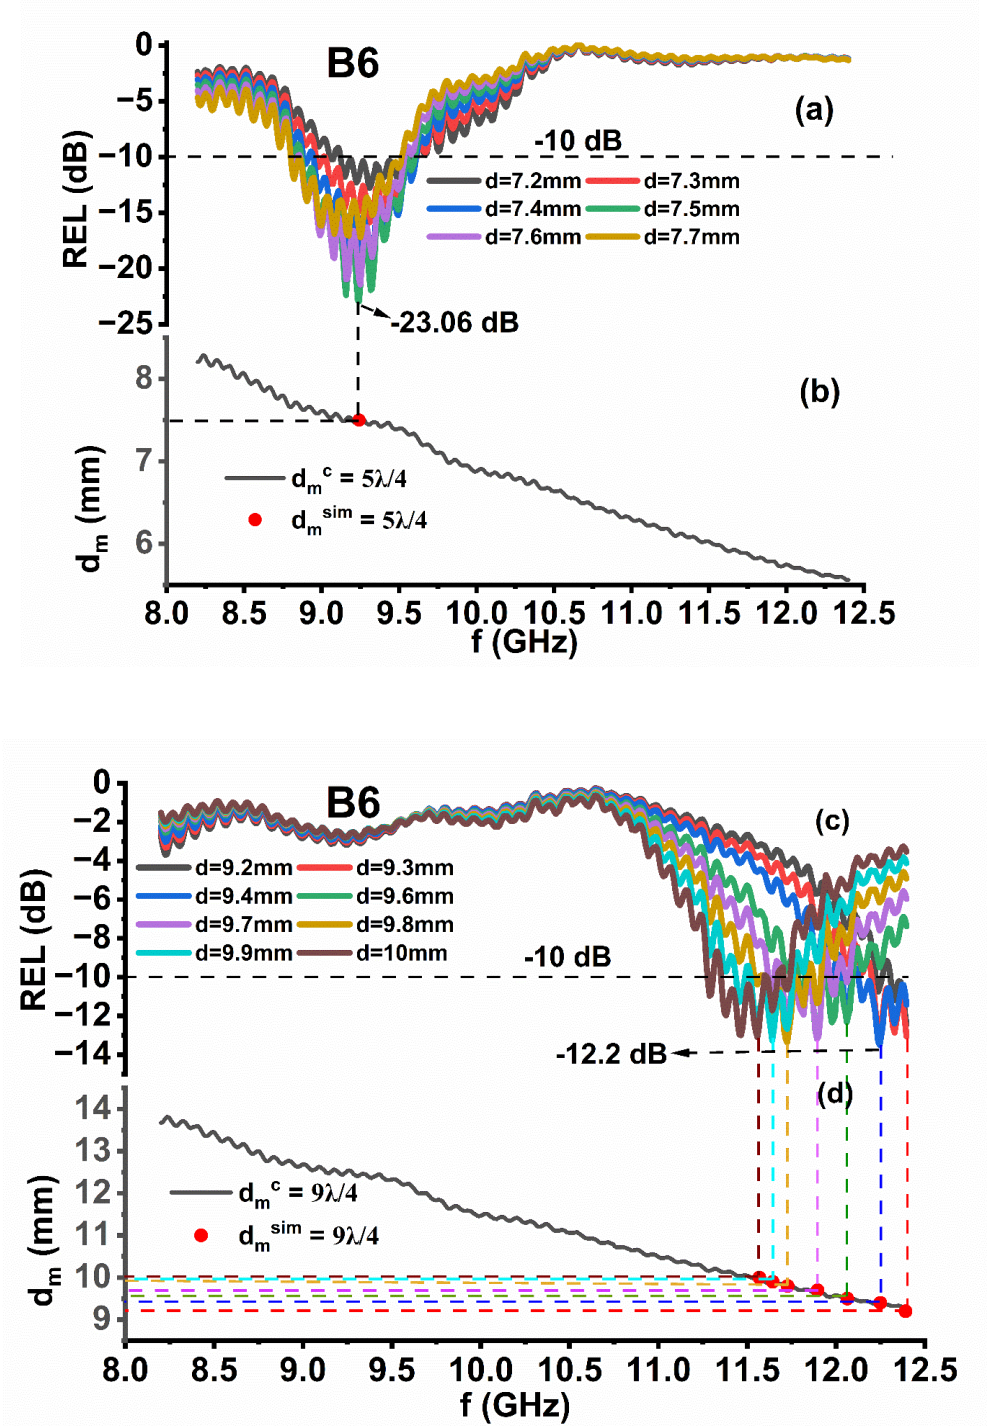 B6
(a)
0
−5
−10
−15
−20
−25
REL (dB)
-10 dB
d=7.2mm d=7.3mm
d=7.4mm d=7.5mm
d=7.6mm d=7.7mm
-23.06 dB
(b)
8
7
6
dₘ (mm)
dₘᶜ = 5λ/4
dₘˢⁱᵐ = 5λ/4
8.0 8.5 9.0 9.5 10.0 10.5 11.0 11.5 12.0 12.5
f (GHz)
B6
(c)
0
−2
−4
−6
−8
−10
−12
−14
REL (dB)
d=9.2mm d=9.3mm
d=9.4mm d=9.6mm
d=9.7mm d=9.8mm
d=9.9mm d=10mm
-10 dB
-12.2 dB
(d)
14
13
12
11
10
9
dₘ (mm)
dₘᶜ = 9λ/4
dₘˢⁱᵐ = 9λ/4
8.0 8.5 9.0 9.5 10.0 10.5 11.0 11.5 12.0 12.5
f (GHz)